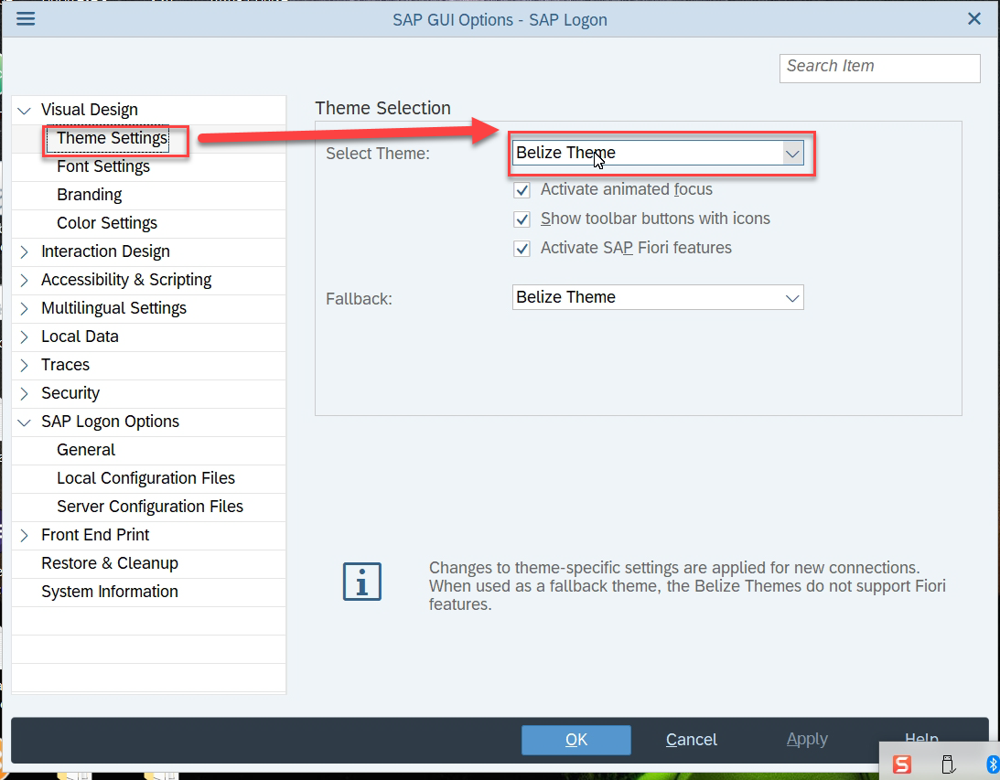 SAP GUI Options - SAP Logon
Search Item
Visual Design
Theme Settings
Font Settings
Branding
Color Settings
Interaction Design
Accessibility & Scripting
Multilingual Settings
Local Data
Traces
Security
SAP Logon Options
General
Local Configuration Files
Server Configuration Files
Front End Print
Restore & Cleanup
System Information
Theme Selection
Select Theme:
Belize Theme
Activate animated focus
Show toolbar buttons with icons
Activate SAP Fiori features
Fallback:
Belize Theme
Changes to theme-specific settings are applied for new connections.
When used as a fallback theme, the Belize Themes do not support Fiori
features.
OK
Cancel
Apply
Help
S